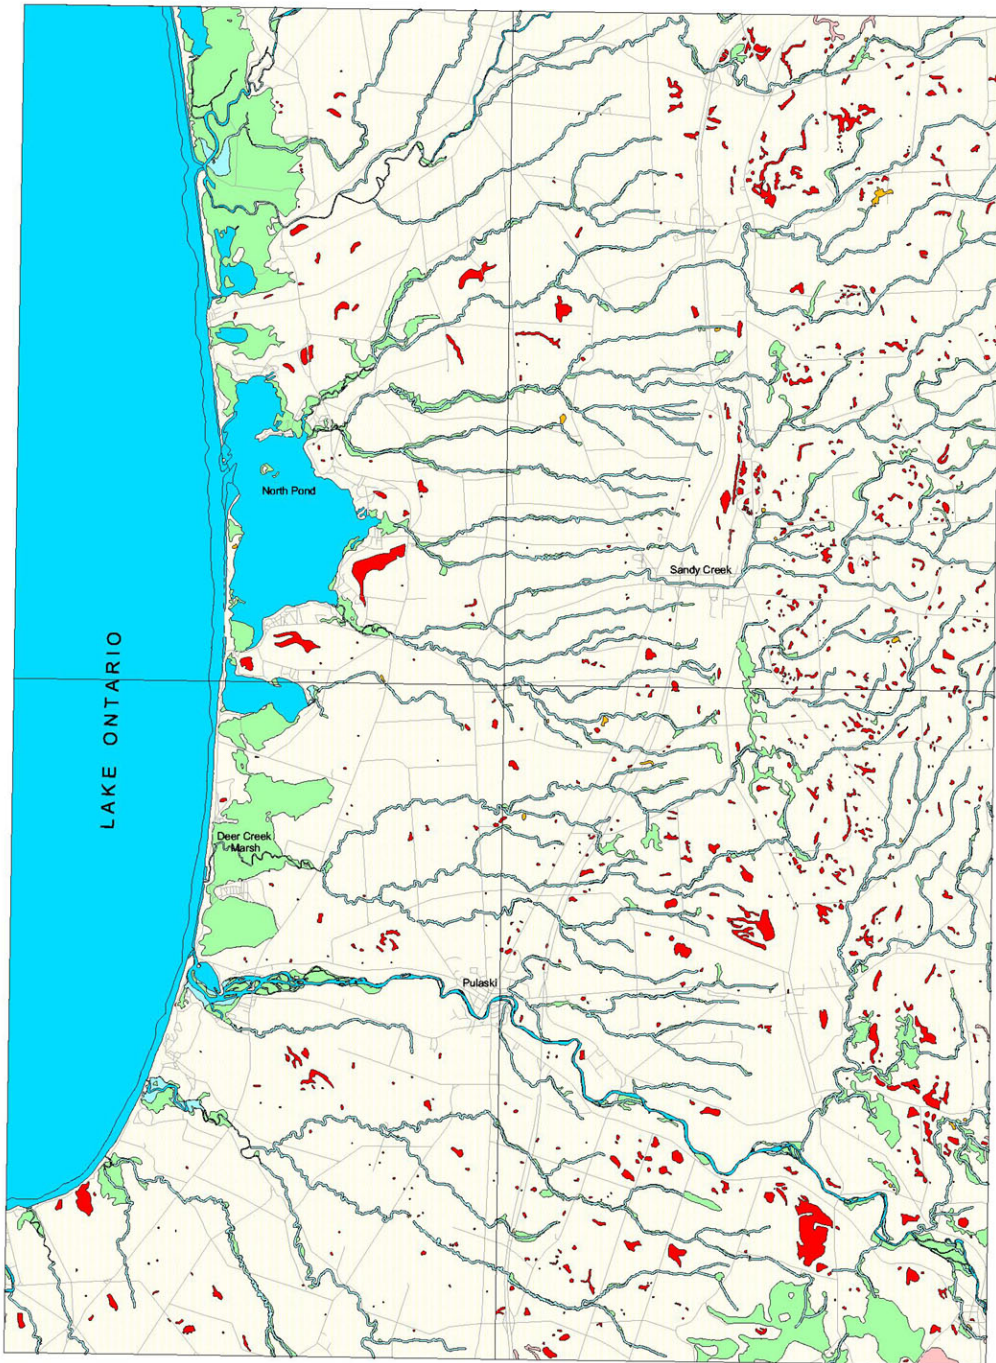 North Pond
Sandy Creek
LAKE ONTARIO
Deer Creek
Marsh
Pulaski